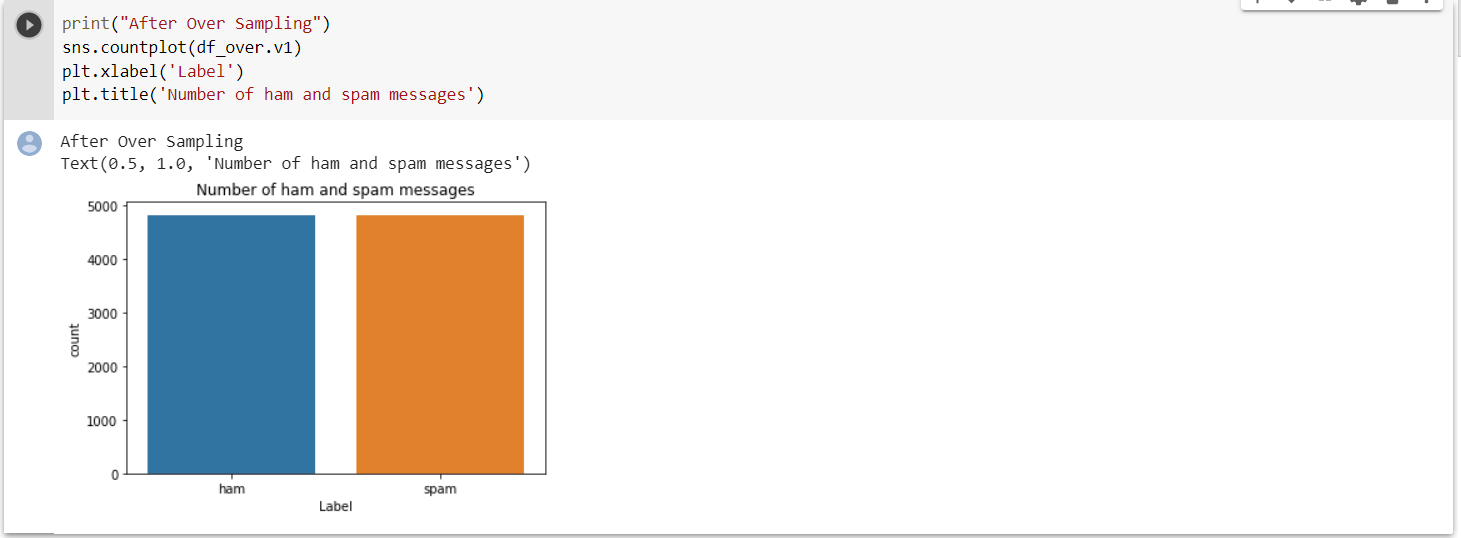 print("After Over Sampling")
sns.countplot(df_over.v1)
plt.xlabel('Label')
plt.title('Number of ham and spam messages')
After Over Sampling
Text(0.5, 1.0, 'Number of ham and spam messages')
Number of ham and spam messages
5000
4000
3000
2000
1000
0
count
ham spam
Label